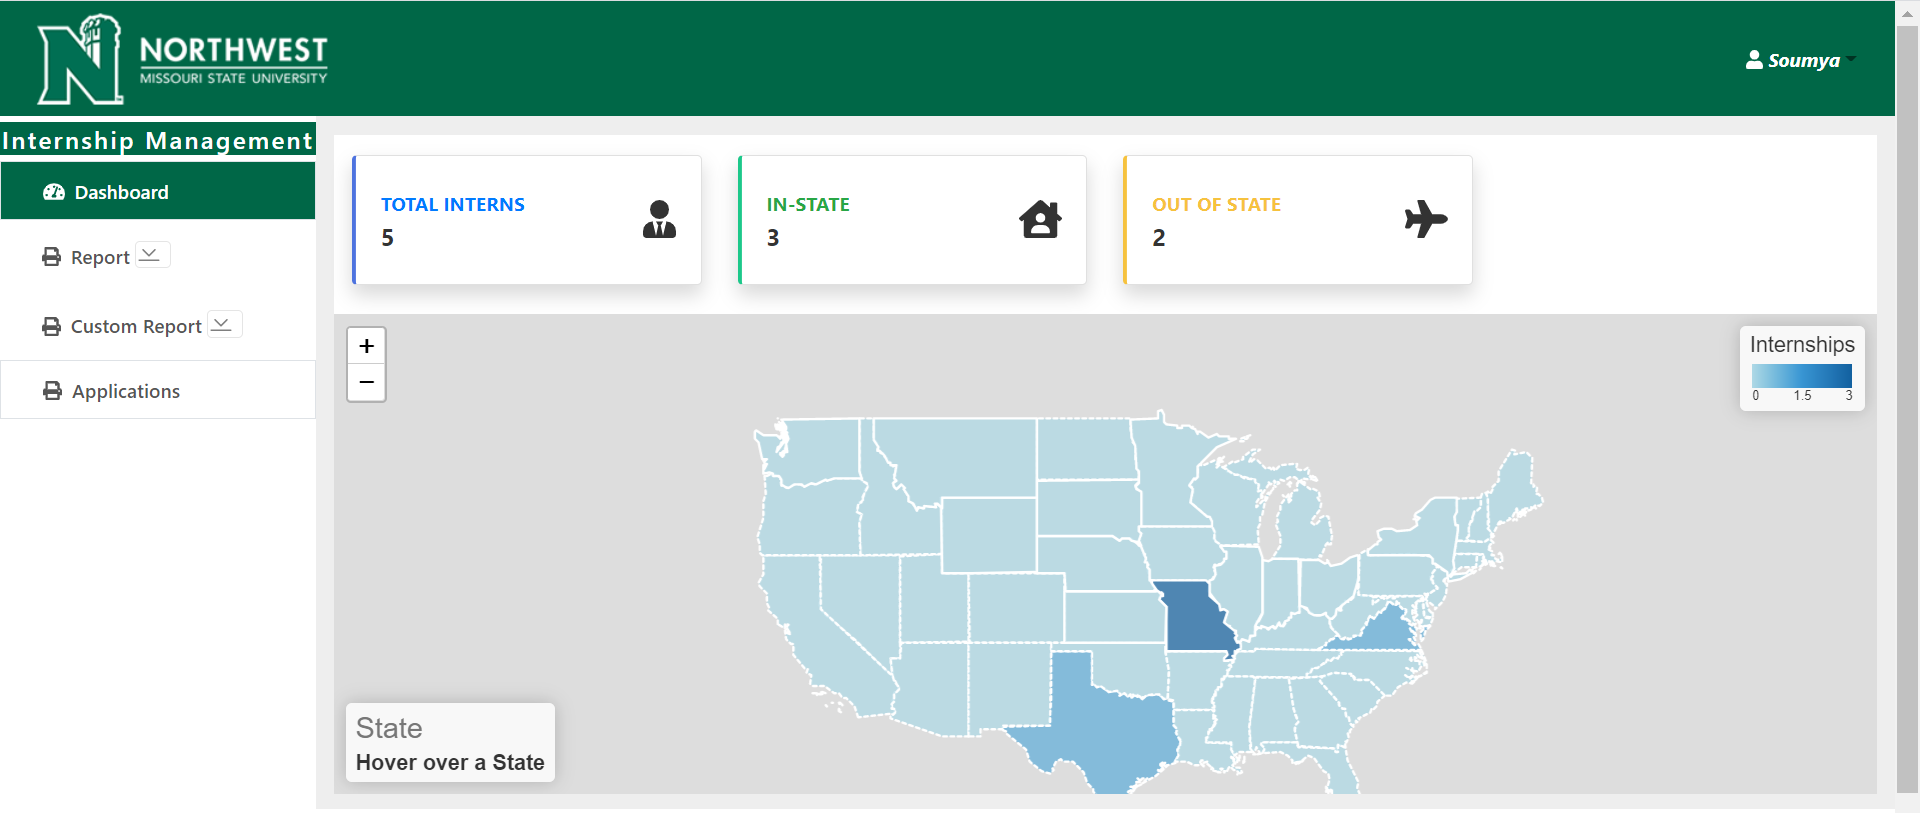 NORTHWEST
MISSOURI STATE UNIVERSITY
Soumya
Internship Management
Dashboard
Report
Custom Report
Applications
TOTAL INTERNS
5
IN-STATE
3
OUT OF STATE
2
+
−
Internships
0 1.5 3
State
Hover over a State